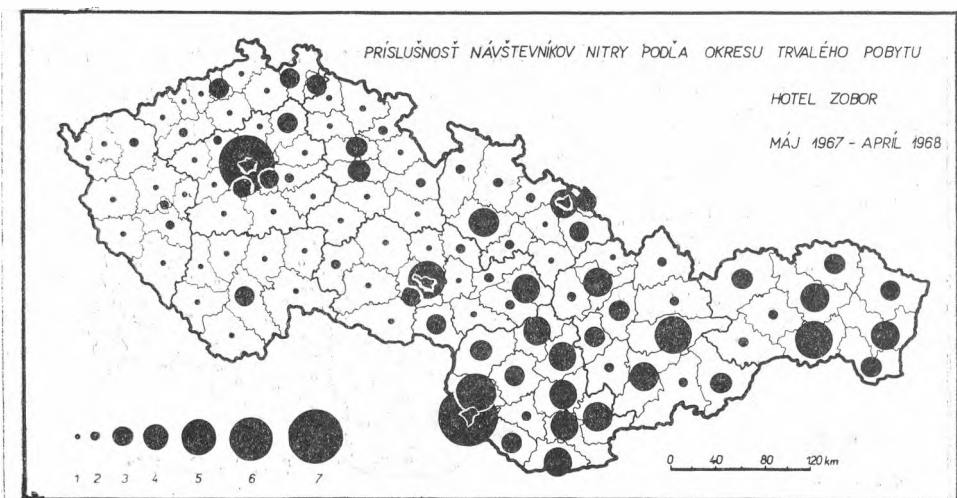 PRÍSLUŠNOSŤ NÁVŠTEVNÍKOV NITRY PODĽA OKRESU TRVALÉHO POBYTU
HOTEL ZOBOR
MÁJ 1967 - APRÍL 1968
1 2 3 4 5 6 7
0 40 80 120 km